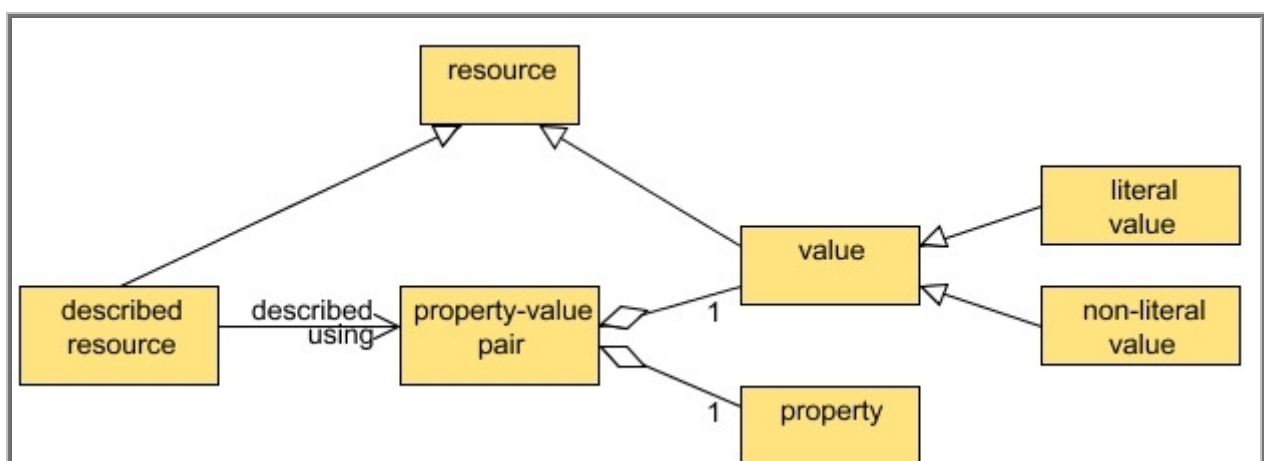 resource
literal
value
value
described
resource
described
using
property-value
pair
1
non-literal
value
1
property